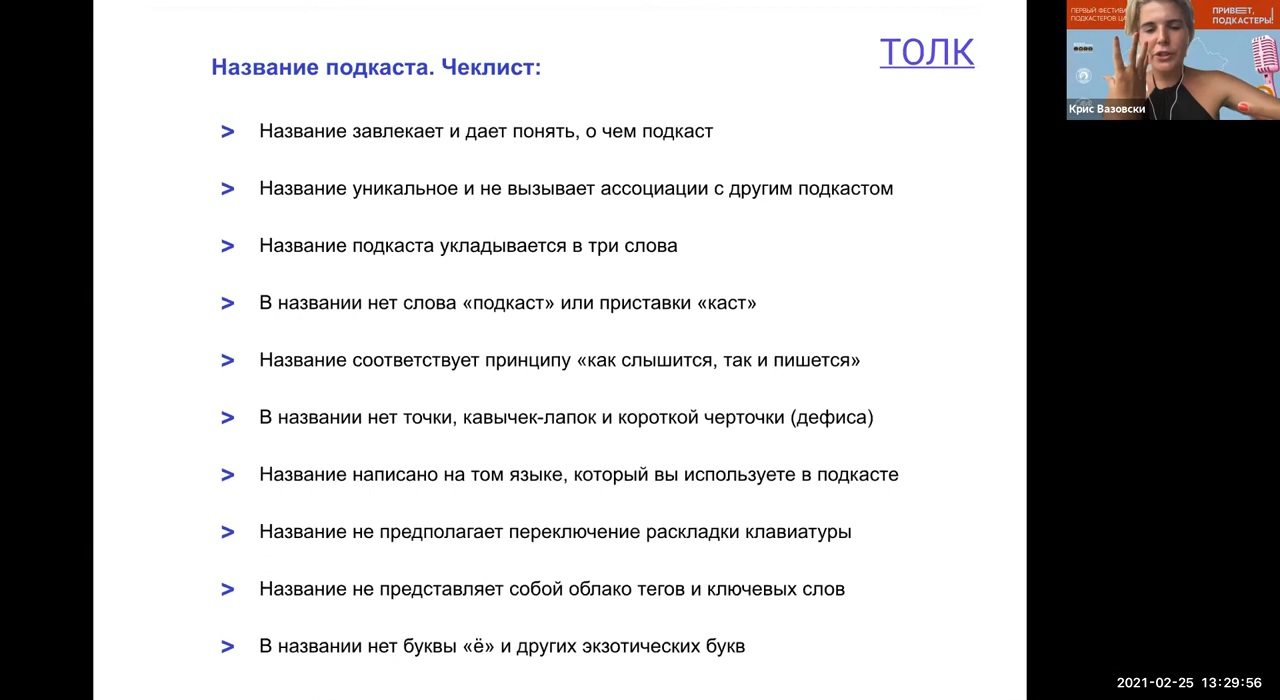 ТОЛК
Название подкаста. Чеклист:
> Название завлекает и дает понять, о чем подкаст
> Название уникальное и не вызывает ассоциации с другим подкастом
> Название подкаста укладывается в три слова
> В названии нет слова «подкаст» или приставки «каст»
> Название соответствует принципу «как слышится, так и пишется»
> В названии нет точки, кавычек-лапок и короткой черточки (дефиса)
> Название написано на том языке, который вы используете в подкасте
> Название не предполагает переключение раскладки клавиатуры
> Название не представляет собой облако тегов и ключевых слов
> В названии нет буквы «ё» и других экзотических букв
ПЕРВЫЙ ФЕСТИВА
ПОДКАСТЕРОВ ЦА
ПРИВЕТ,
ПОДКАСТЕРЫ!
Крис Вазовски
2021-02-25 13:29:56